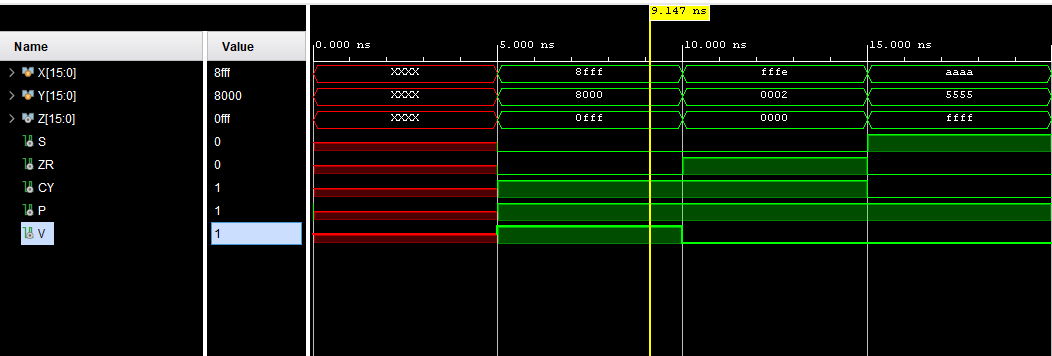 9.147 ns
Name Value 0.000 ns 5.000 ns 10.000 ns 15.000 ns
X[15:0] 8fff XXXX 8fff fffe aaaa
Y[15:0] 8000 XXXX 8000 0002 5555
Z[15:0] 0fff XXXX 0fff 0000 ffff
S 0
ZR 0
CY 1
P 1
V 1